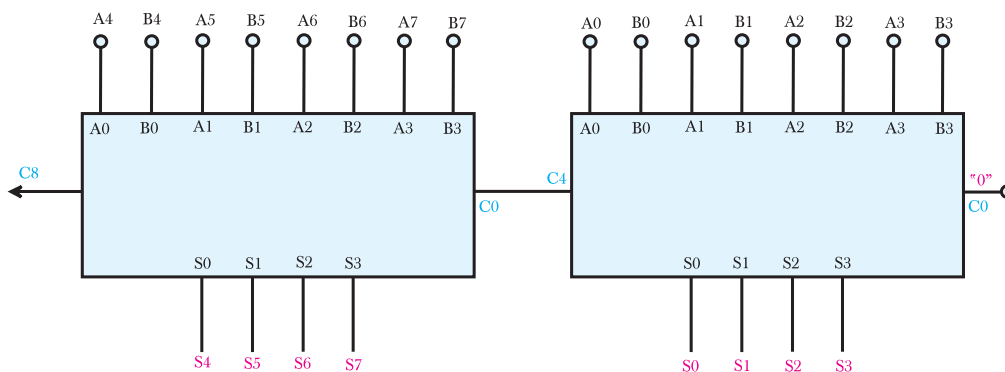 A4 B4 A5 B5 A6 B6 A7 B7 A0 B0 A1 B1 A2 B2 A3 B3
A0 B0 A1 B1 A2 B2 A3 B3 A0 B0 A1 B1 A2 B2 A3 B3
C8 C4 "0"
C0 C0
S0 S1 S2 S3 S0 S1 S2 S3
S4 S5 S6 S7 S0 S1 S2 S3